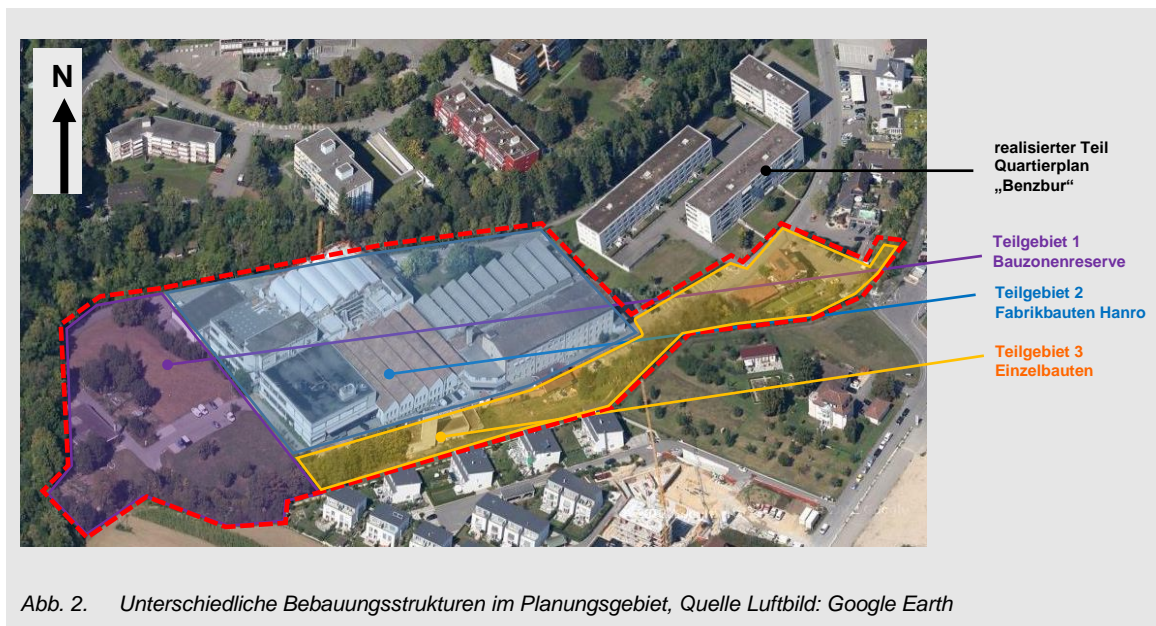 N
realisierter Teil
Quartierplan
„Benzbur“
Teilgebiet 1
Bauzonenreserve
Teilgebiet 2
Fabrikbauten Hanro
Teilgebiet 3
Einzelbauten
Abb. 2. Unterschiedliche Bebauungsstrukturen im Planungsgebiet, Quelle Luftbild: Google Earth